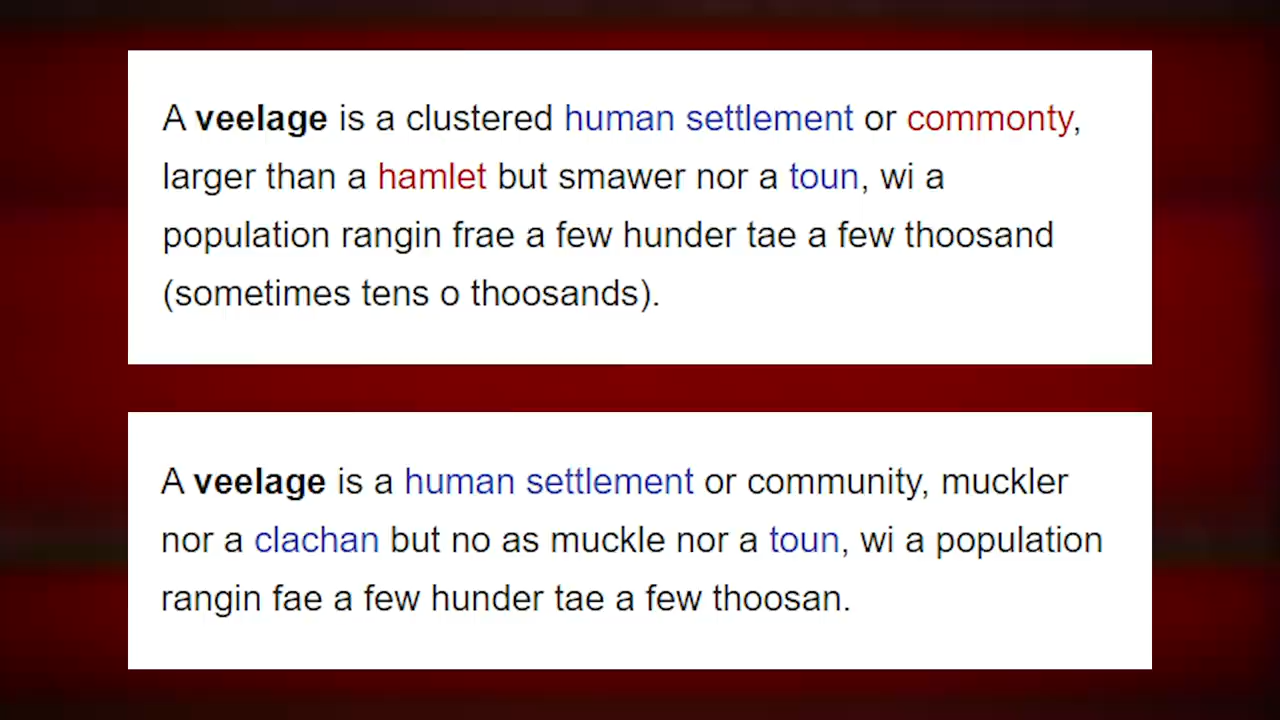 A veelage is a clustered human settlement or commonty,
larger than a hamlet but smawer nor a toun, wi a
population rangin frae a few hunder tae a few thoosand
(sometimes tens o thoosands).
A veelage is a human settlement or community, muckler
nor a clachan but no as muckle nor a toun, wi a population
rangin fae a few hunder tae a few thoosan.